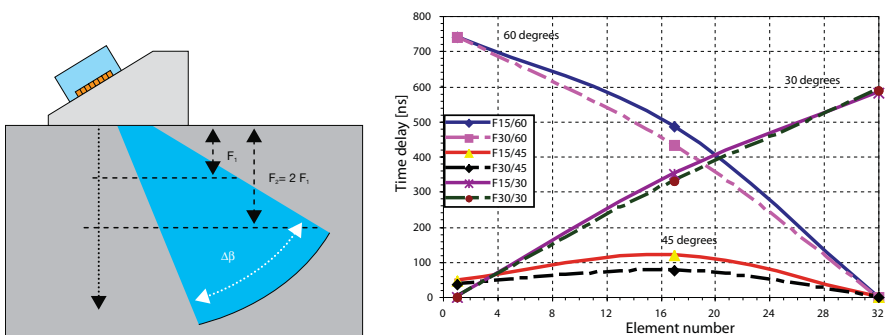 F1
F2= 2 F1
Δβ
Time delay [ns]
800
700
600
500
400
300
200
100
0
60 degrees
30 degrees
45 degrees
F15/60
F30/60
F15/45
F30/45
F15/30
F30/30
0 4 8 12 16 20 24 28 32
Element number